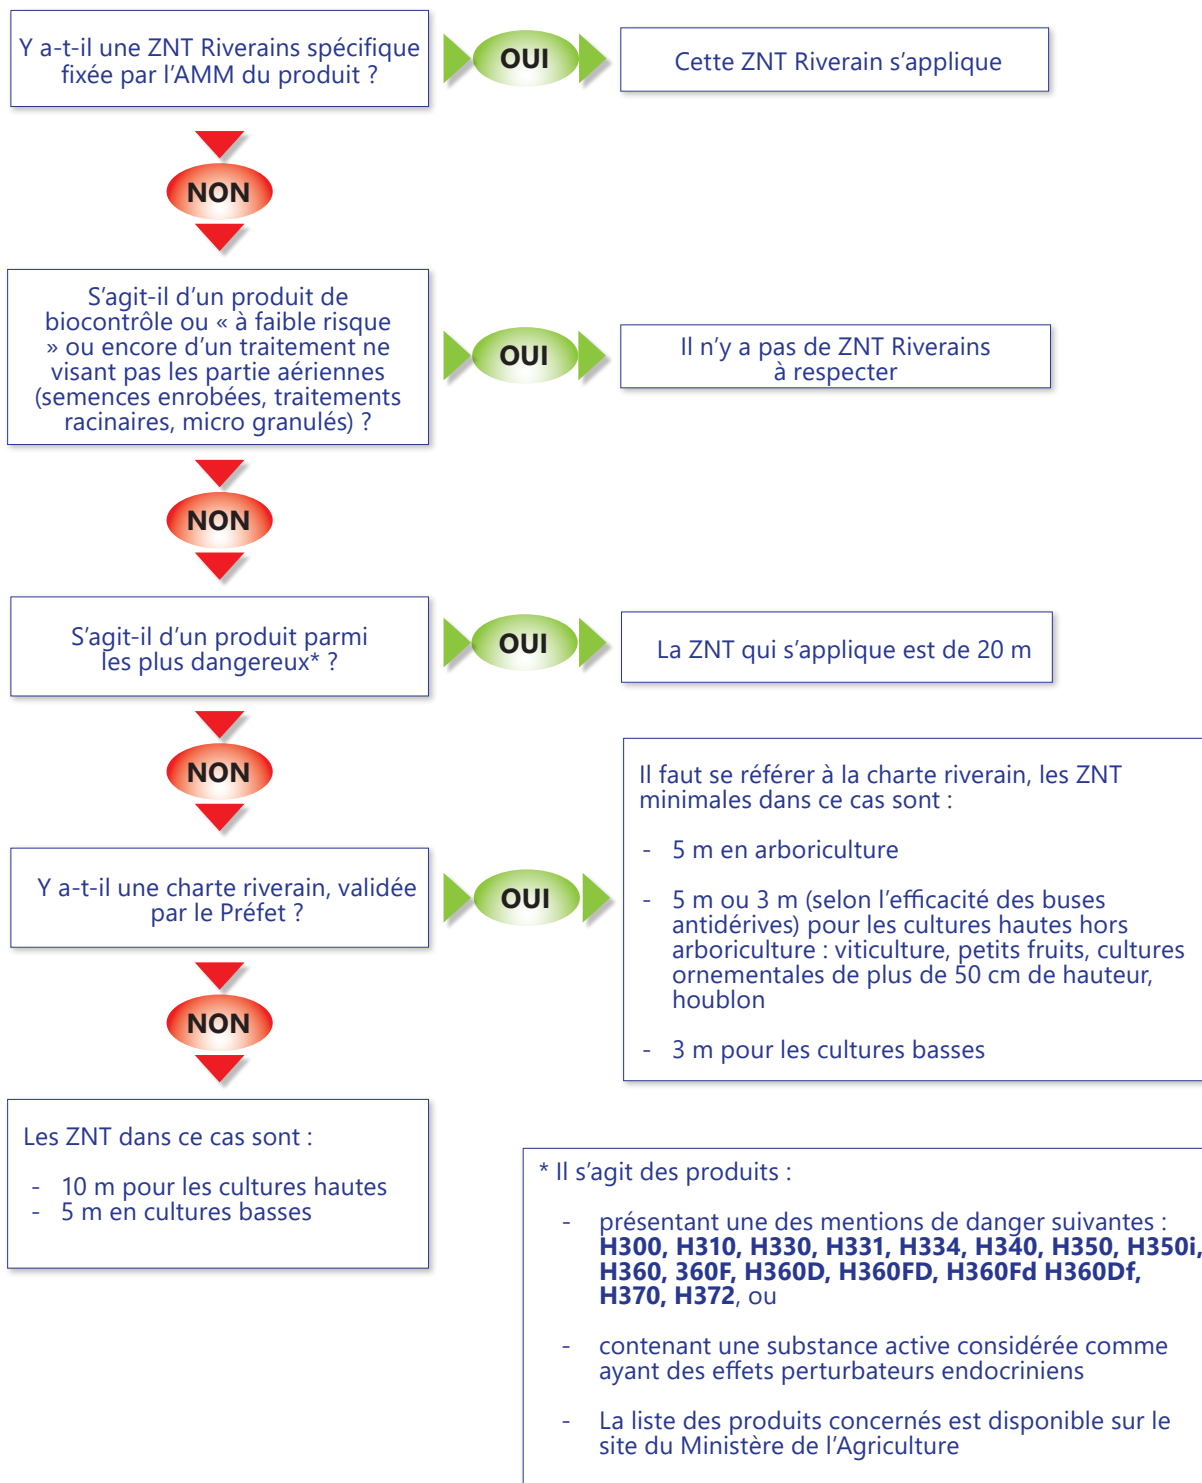 Y a-t-il une ZNT Riverains spécifique
fixée par l'AMM du produit ?
OUI
Cette ZNT Riverain s'applique
NON
S'agit-il d'un produit de
biocontrôle ou « à faible risque
» ou encore d'un traitement ne
visant pas les partie aériennes
(semences enrobées, traitements
racinaires, micro granulés) ?
OUI
Il n'y a pas de ZNT Riverains
à respecter
NON
S'agit-il d'un produit parmi
les plus dangereux* ?
OUI
La ZNT qui s'applique est de 20 m
NON
Y a-t-il une charte riverain, validée
par le Préfet ?
OUI
Il faut se référer à la charte riverain, les ZNT
minimales dans ce cas sont :
- 5 m en arboriculture
- 5 m ou 3 m (selon l'efficacité des buses
antidérives) pour les cultures hautes hors
arboriculture : viticulture, petits fruits, cultures
ornementales de plus de 50 cm de hauteur,
houblon
- 3 m pour les cultures basses
NON
Les ZNT dans ce cas sont :
- 10 m pour les cultures hautes
- 5 m en cultures basses
* Il s'agit des produits :
- présentant une des mentions de danger suivantes :
H300, H310, H330, H331, H334, H340, H350, H350i,
H360, 360F, H360D, H360FD, H360Fd H360Df,
H370, H372, ou
- contenant une substance active considérée comme
ayant des effets perturbateurs endocriniens
- La liste des produits concernés est disponible sur le
site du Ministère de l'Agriculture